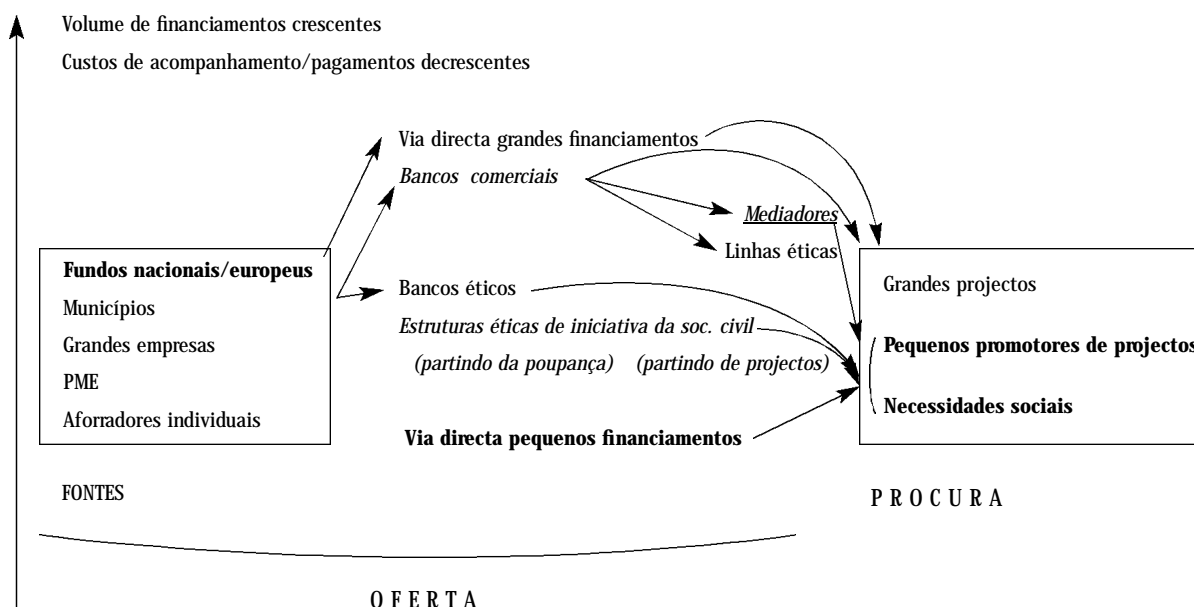 Volume de financiamentos crescentes
Custos de acompanhamento/pagamentos decrescentes
Via directa grandes financiamentos
Bancos comerciais
Mediadores
Linhas éticas
Fundos nacionais/europeus
Municípios
Grandes empresas
PME
Aforradores individuais
Bancos éticos
Estruturas éticas de iniciativa da soc. civil
(partindo da poupança) (partindo de projectos)
Via directa pequenos financiamentos
Grandes projectos
Pequenos promotores de projectos
Necessidades sociais
FONTES
PROCURA
OFERTA